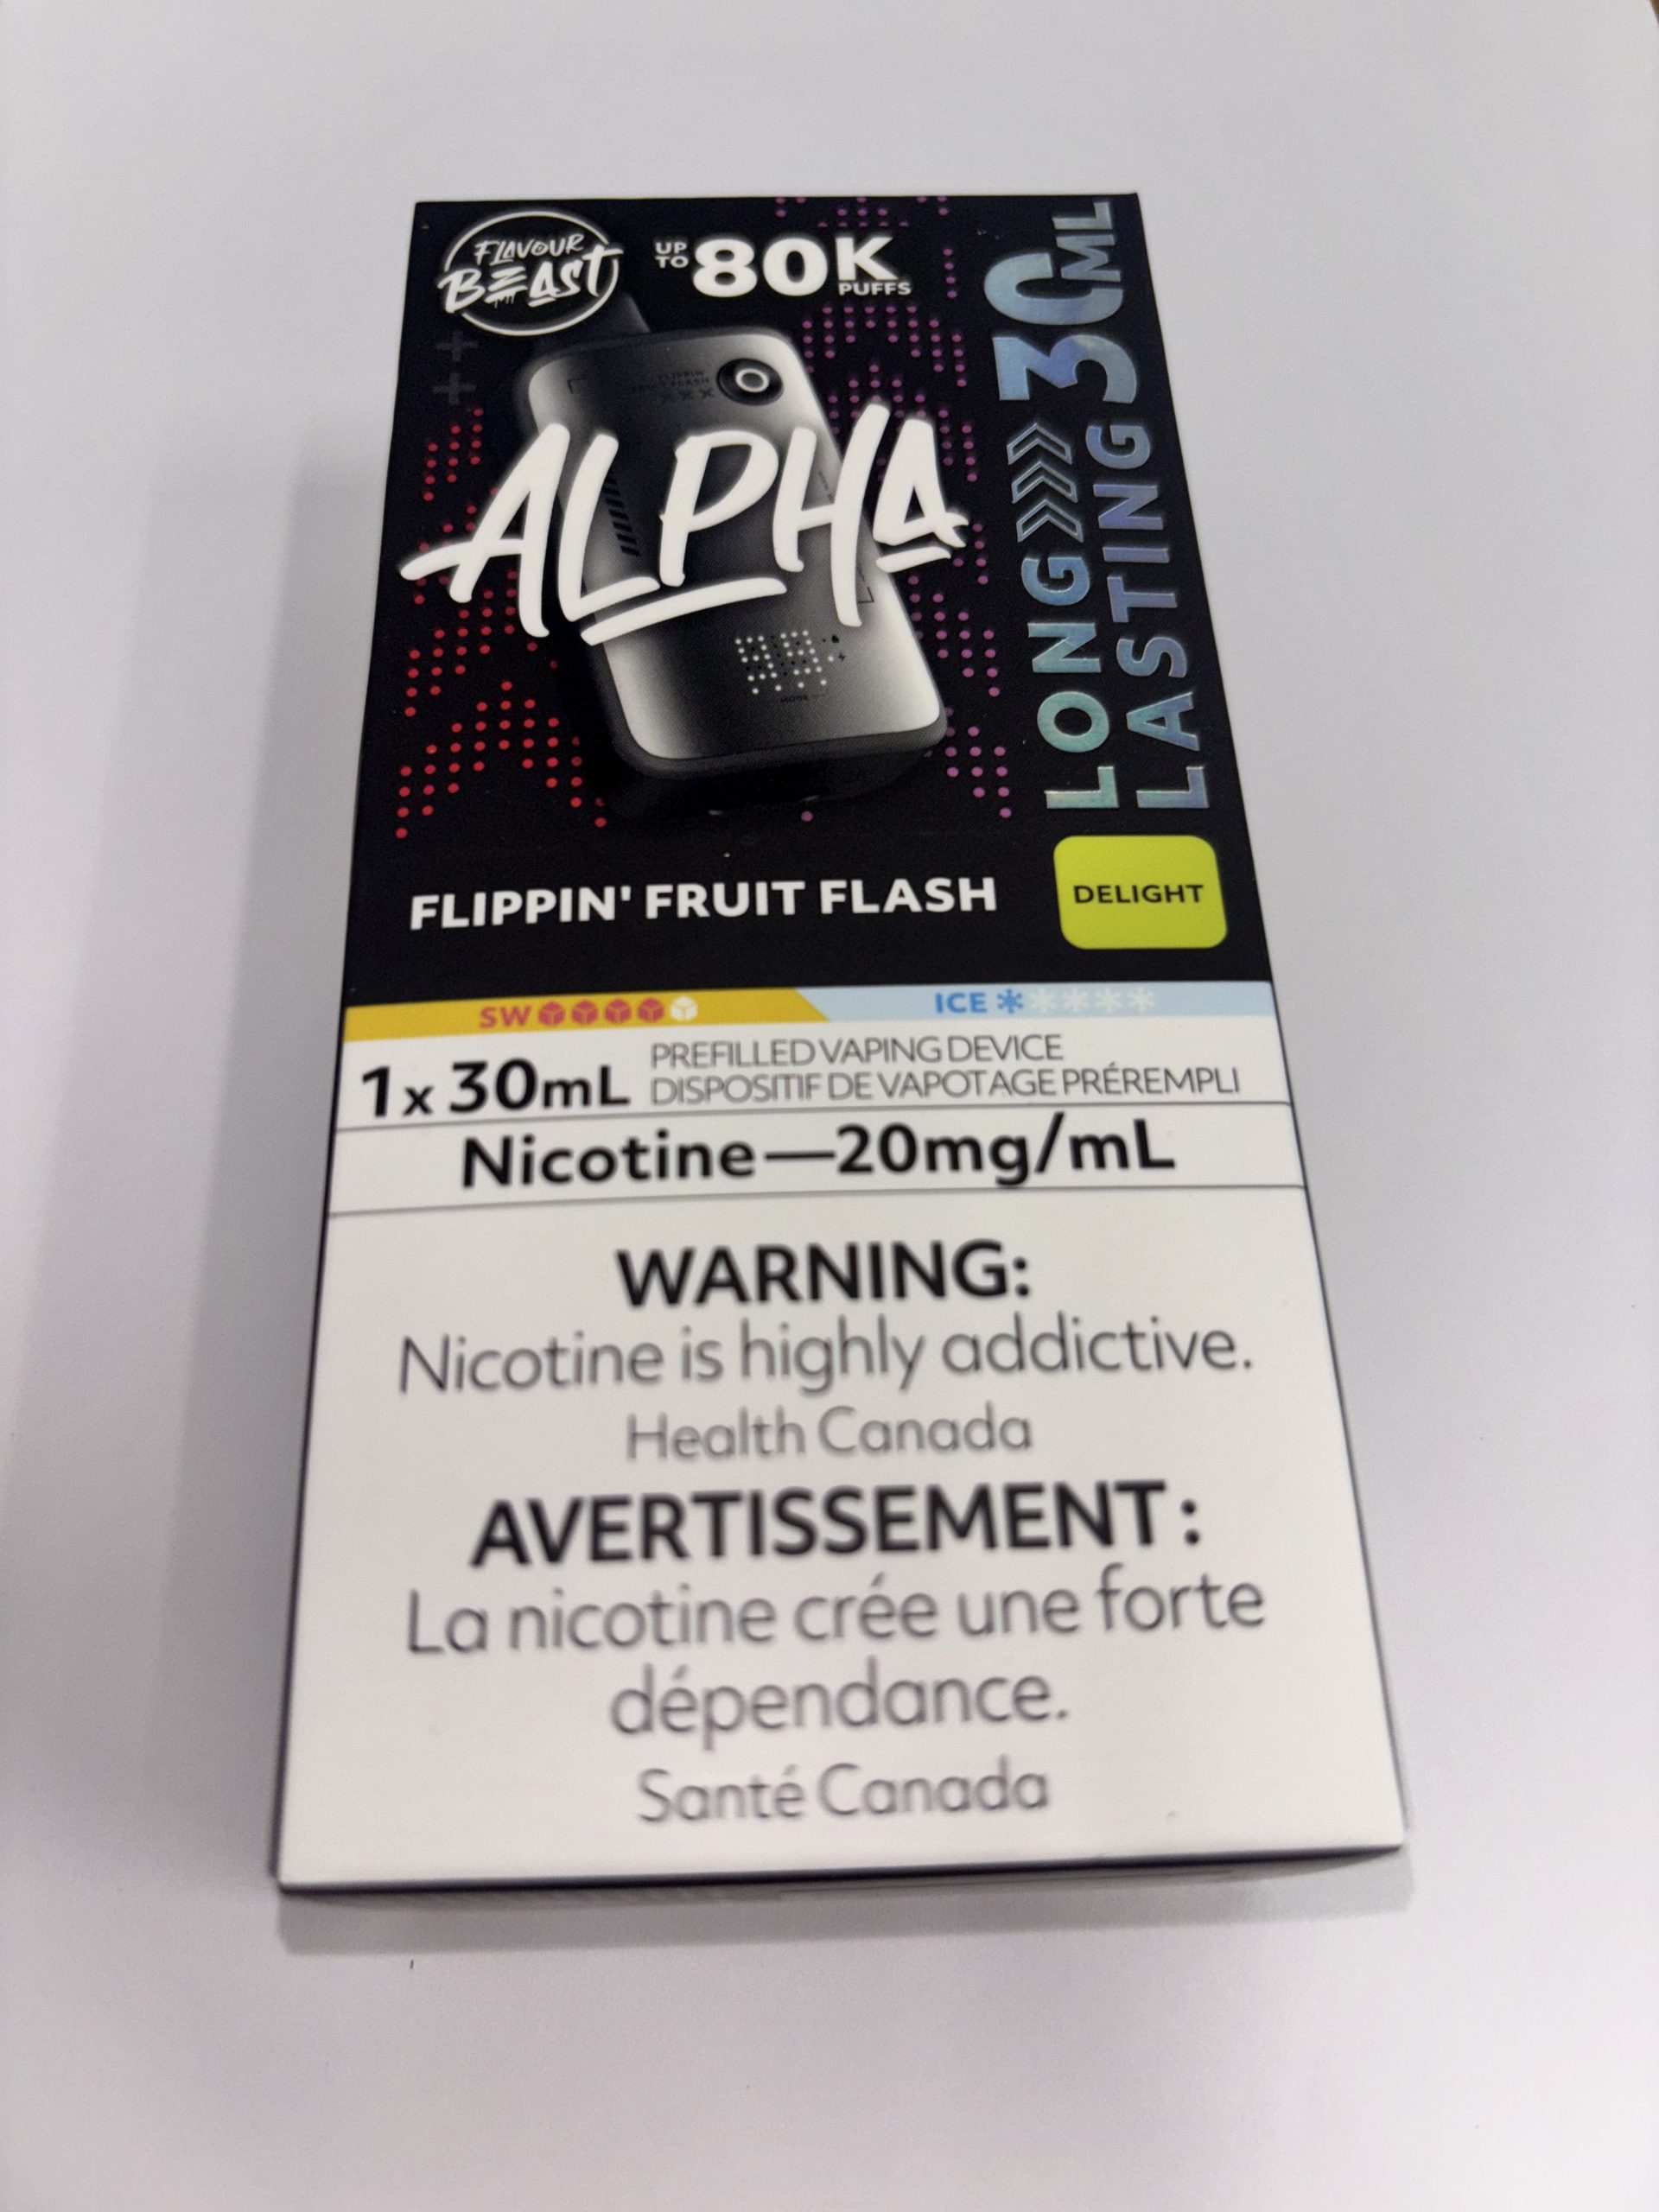 FLAVOUR
BEAST
UP
TO
80K
PUFFS
30ML
LONG
LASTING
ALPHA
FLIPPIN' FRUIT FLASH
DELIGHT
SW
ICE
1x30mL
PREFILLED VAPING DEVICE
DISPOSITIF DE VAPOTAGE PRÉREMPLI
Nicotine—20mg/mL
WARNING:
Nicotine is highly addictive.
Health Canada
AVERTISSEMENT :
La nicotine crée une forte
dépendance.
Santé Canada